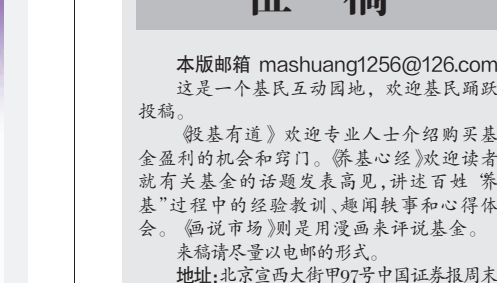 征 稿
本版邮箱 mashuang1256@126.com
这是一个基民互动园地，欢迎基民踊跃
投稿。
《投基有道》欢迎专业人士介绍购买基
金盈利的机会和窍门。《养基心经》欢迎读者
就有关基金的话题发表高见,讲述百姓“养
基”过程中的经验教训、趣闻轶事和心得体
会。《画说市场》则是用漫画来评说基金。
来稿请尽量以电邮的形式。
地址:北京宣西大街甲97号中国证券报周末